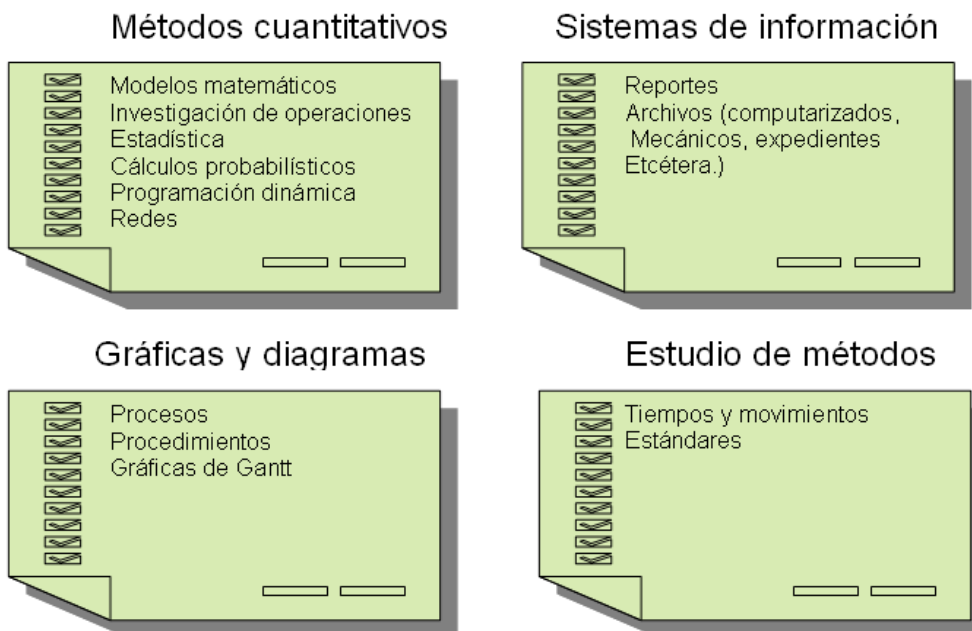 Métodos cuantitativos
Modelos matemáticos
Investigación de operaciones
Estadística
Cálculos probabilísticos
Programación dinámica
Redes
Sistemas de información
Reportes
Archivos (computarizados,
Mecánicos, expedientes
Etcétera.)
Gráficas y diagramas
Procesos
Procedimientos
Gráficas de Gantt
Estudio de métodos
Tiempos y movimientos
Estándares